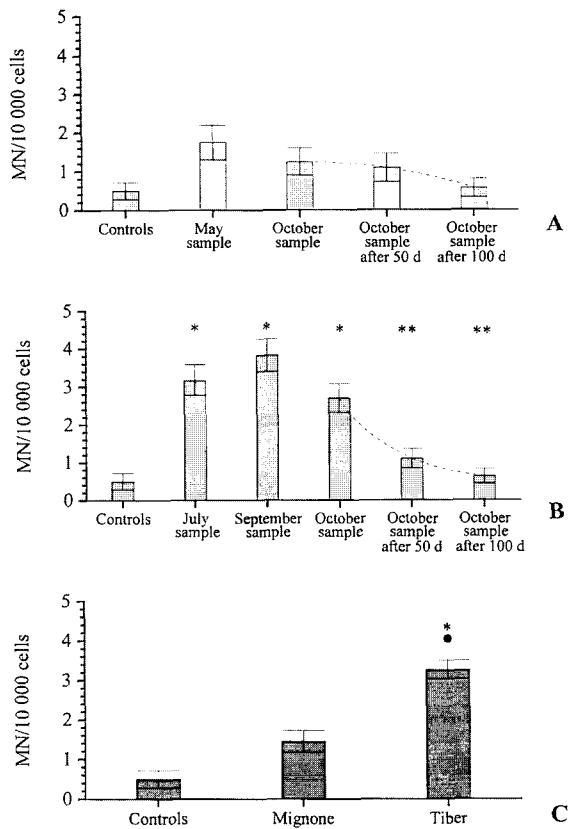 5
4
3
2
1
0
MN/10 000 cells
Controls
May
sample
October
sample
October
sample
after 50 d
October
sample
after 100 d
A
5
4
3
2
1
0
MN/10 000 cells
*
*
*
**
**
Controls
July
sample
September
sample
October
sample
October
sample
after 50 d
October
sample
after 100 d
B
5
4
3
2
1
0
MN/10 000 cells
*
●
Controls
Mignone
Tiber
C